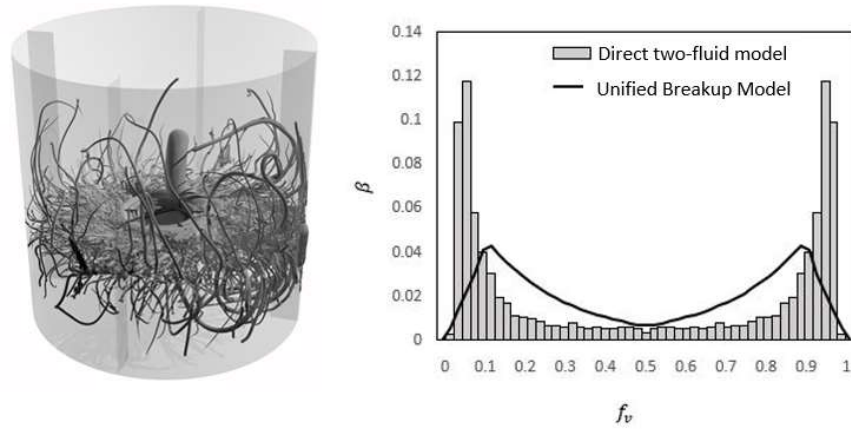 0.14
0.12
0.1
0.08
0.06
0.04
0.02
0
β
Direct two-fluid model
Unified Breakup Model
0 0.1 0.2 0.3 0.4 0.5 0.6 0.7 0.8 0.9 1
fᵥ